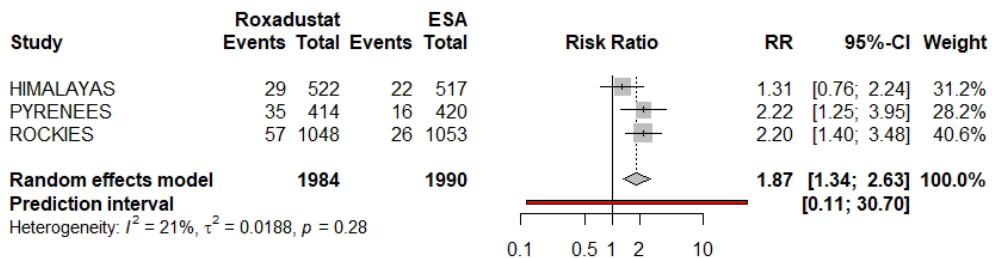 Roxadustat ESA
Study Events Total Events Total Risk Ratio RR 95%-CI Weight
HIMALAYAS 29 522 22 517 1.31 [0.76; 2.24] 31.2%
PYRENEES 35 414 16 420 2.22 [1.25; 3.95] 28.2%
ROCKIES 57 1048 26 1053 2.20 [1.40; 3.48] 40.6%
Random effects model 1984 1990 1.87 [1.34; 2.63] 100.0%
Prediction interval [0.11; 30.70]
Heterogeneity: I² = 21%, τ² = 0.0188, p = 0.28
0.1 0.5 1 2 10